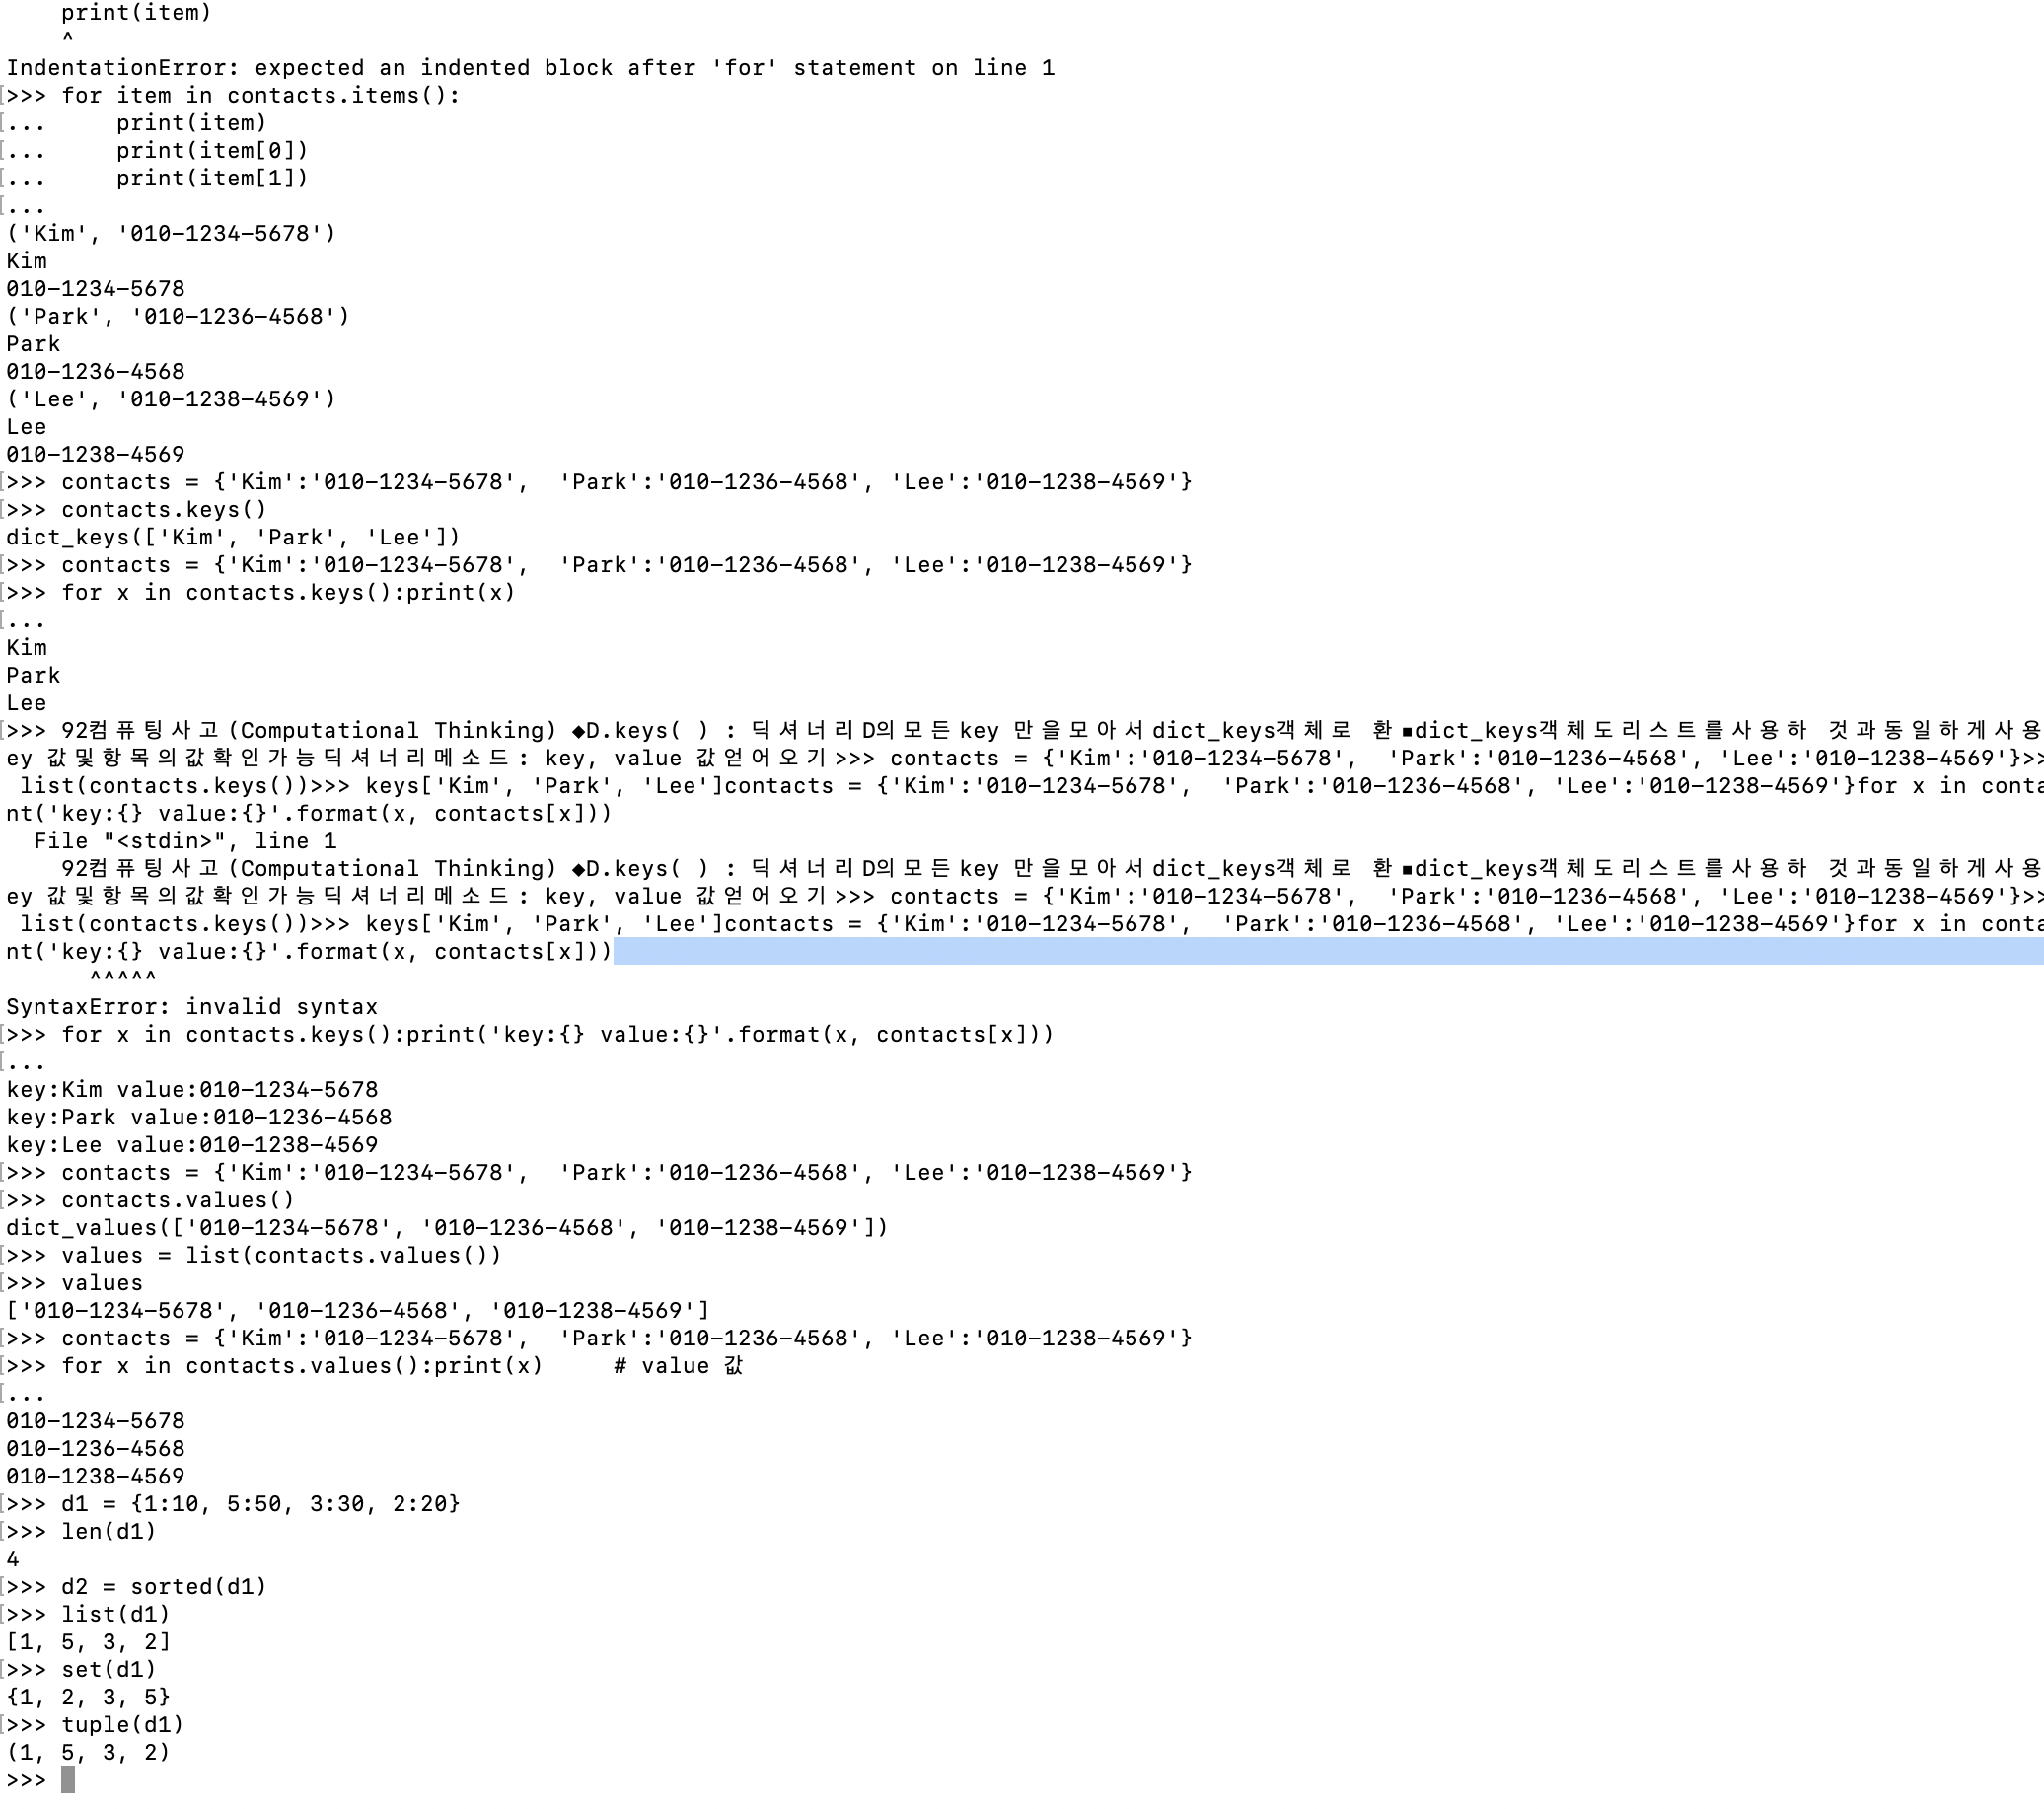 print(item)
    ^
IndentationError: expected an indented block after 'for' statement on line 1
>>> for item in contacts.items():
...     print(item)
...     print(item[0])
...     print(item[1])
...
('Kim', '010-1234-5678')
Kim
010-1234-5678
('Park', '010-1236-4568')
Park
010-1236-4568
('Lee', '010-1238-4569')
Lee
010-1238-4569
>>> contacts = {'Kim':'010-1234-5678',  'Park':'010-1236-4568', 'Lee':'010-1238-4569'}
>>> contacts.keys()
dict_keys(['Kim', 'Park', 'Lee'])
>>> contacts = {'Kim':'010-1234-5678',  'Park':'010-1236-4568', 'Lee':'010-1238-4569'}
>>> for x in contacts.keys():print(x)
...
Kim
Park
Lee
>>> 92컴퓨팅사고(Computational Thinking) ◆D.keys( ) : 딕셔너리D의모든key 만을모아서dict_keys객체로 환▪dict_keys객체도리스트를사용하 것과동일하게사용
ey 값및항목의값확인가능딕셔너리메소드: key, value 값얻어오기>>> contacts = {'Kim':'010-1234-5678',  'Park':'010-1236-4568', 'Lee':'010-1238-4569'}>>
 list(contacts.keys())>>> keys['Kim', 'Park', 'Lee']contacts = {'Kim':'010-1234-5678',  'Park':'010-1236-4568', 'Lee':'010-1238-4569'}for x in conta
nt('key:{} value:{}'.format(x, contacts[x]))
  File "<stdin>", line 1
    92컴퓨팅사고(Computational Thinking) ◆D.keys( ) : 딕셔너리D의모든key 만을모아서dict_keys객체로 환▪dict_keys객체도리스트를사용하 것과동일하게사용
ey 값및항목의값확인가능딕셔너리메소드: key, value 값얻어오기>>> contacts = {'Kim':'010-1234-5678',  'Park':'010-1236-4568', 'Lee':'010-1238-4569'}>>
 list(contacts.keys())>>> keys['Kim', 'Park', 'Lee']contacts = {'Kim':'010-1234-5678',  'Park':'010-1236-4568', 'Lee':'010-1238-4569'}for x in conta
nt('key:{} value:{}'.format(x, contacts[x]))
      ^^^^^
SyntaxError: invalid syntax
>>> for x in contacts.keys():print('key:{} value:{}'.format(x, contacts[x]))
...
key:Kim value:010-1234-5678
key:Park value:010-1236-4568
key:Lee value:010-1238-4569
>>> contacts = {'Kim':'010-1234-5678',  'Park':'010-1236-4568', 'Lee':'010-1238-4569'}
>>> contacts.values()
dict_values(['010-1234-5678', '010-1236-4568', '010-1238-4569'])
>>> values = list(contacts.values())
>>> values
['010-1234-5678', '010-1236-4568', '010-1238-4569']
>>> contacts = {'Kim':'010-1234-5678',  'Park':'010-1236-4568', 'Lee':'010-1238-4569'}
>>> for x in contacts.values():print(x)     # value 값
...
010-1234-5678
010-1236-4568
010-1238-4569
>>> d1 = {1:10, 5:50, 3:30, 2:20}
>>> len(d1)
4
>>> d2 = sorted(d1)
>>> list(d1)
[1, 5, 3, 2]
>>> set(d1)
{1, 2, 3, 5}
>>> tuple(d1)
(1, 5, 3, 2)
>>>